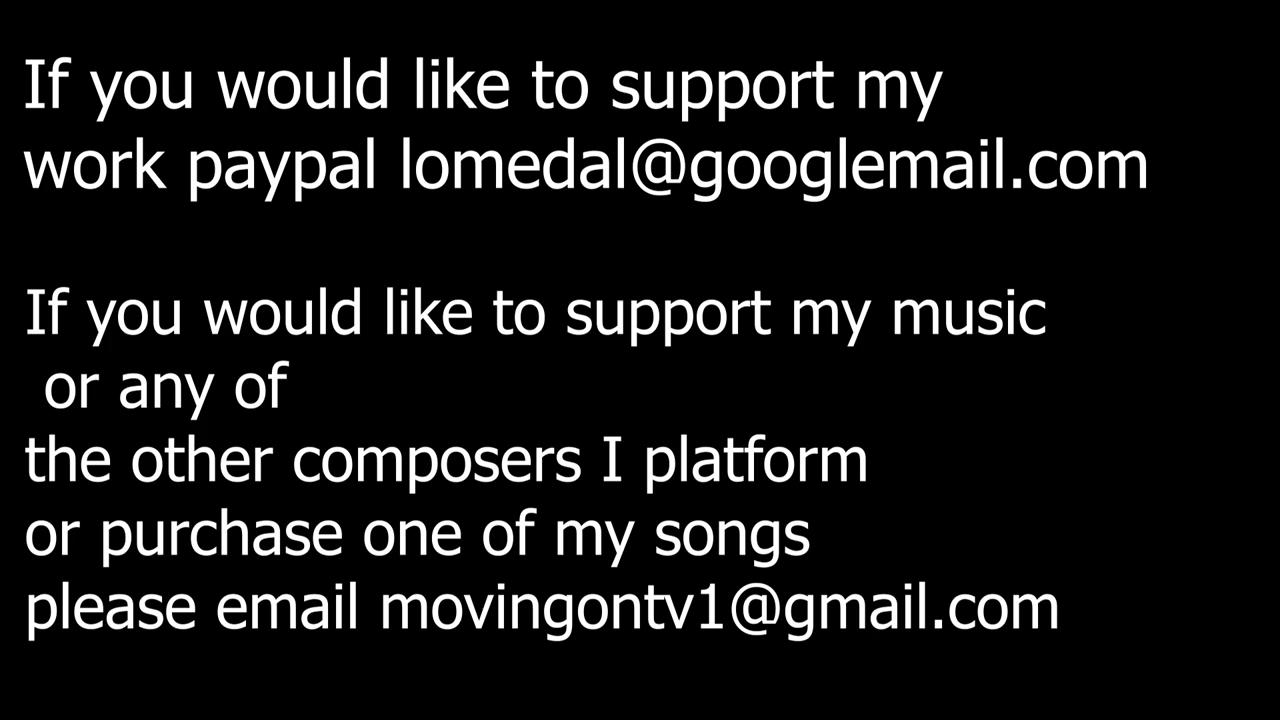 If you would like to support my
work paypal lomedal@googlemail.com
If you would like to support my music
or any of
the other composers I platform
or purchase one of my songs
please email movingontv1@gmail.com